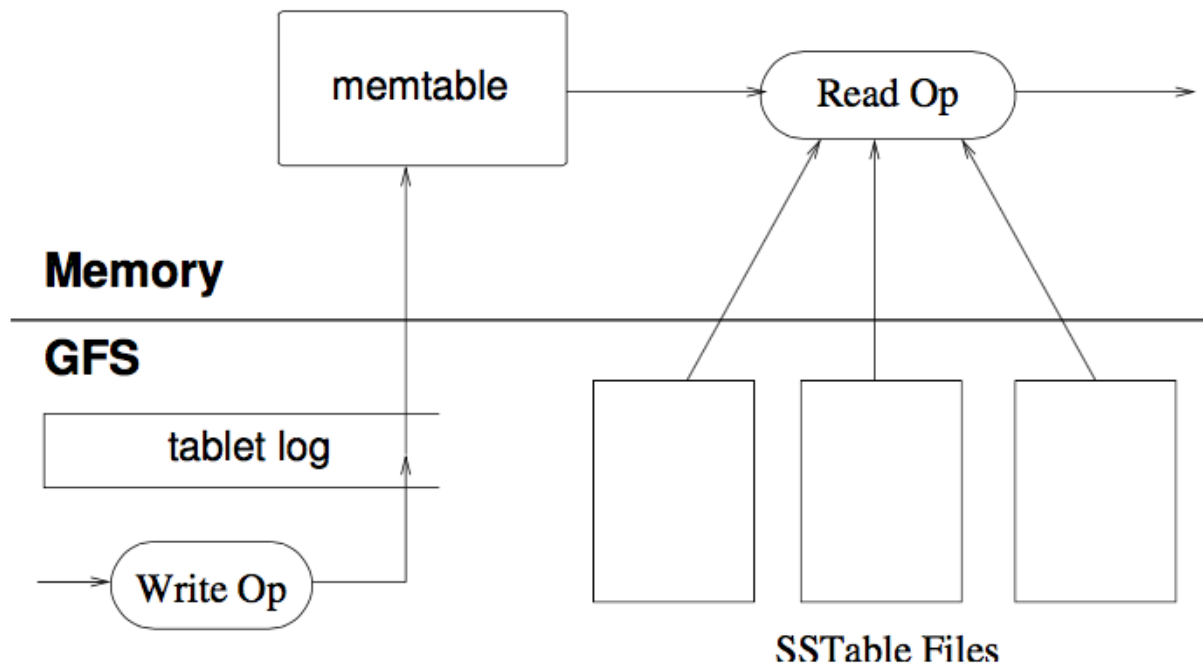 memtable
Read Op
Memory
GFS
tablet log
Write Op
SSTable Files